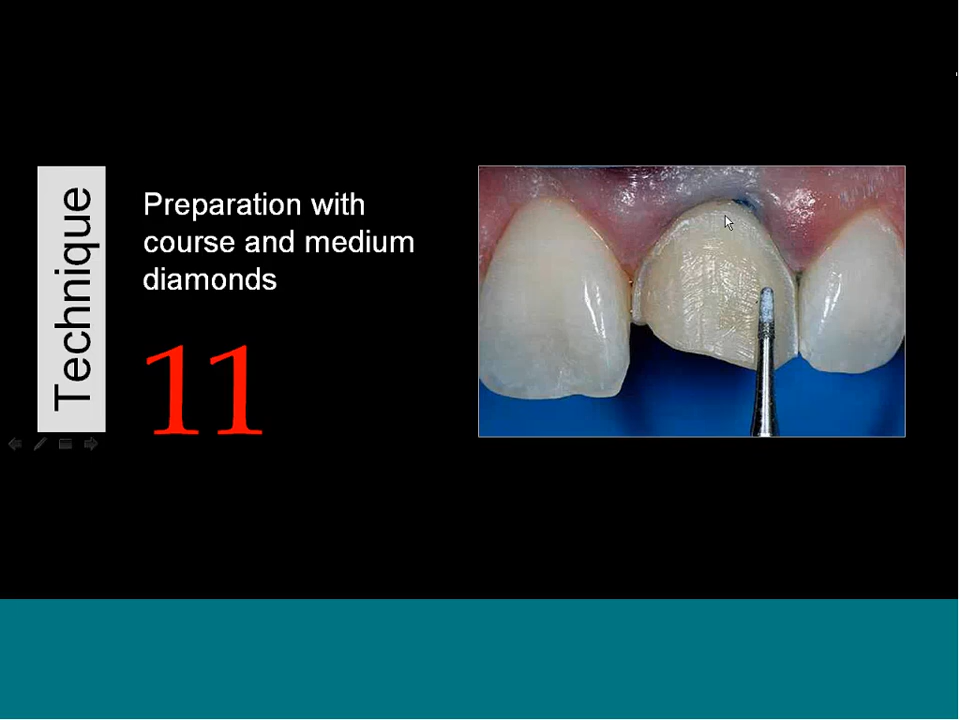 Technique
Preparation with
course and medium
diamonds
11